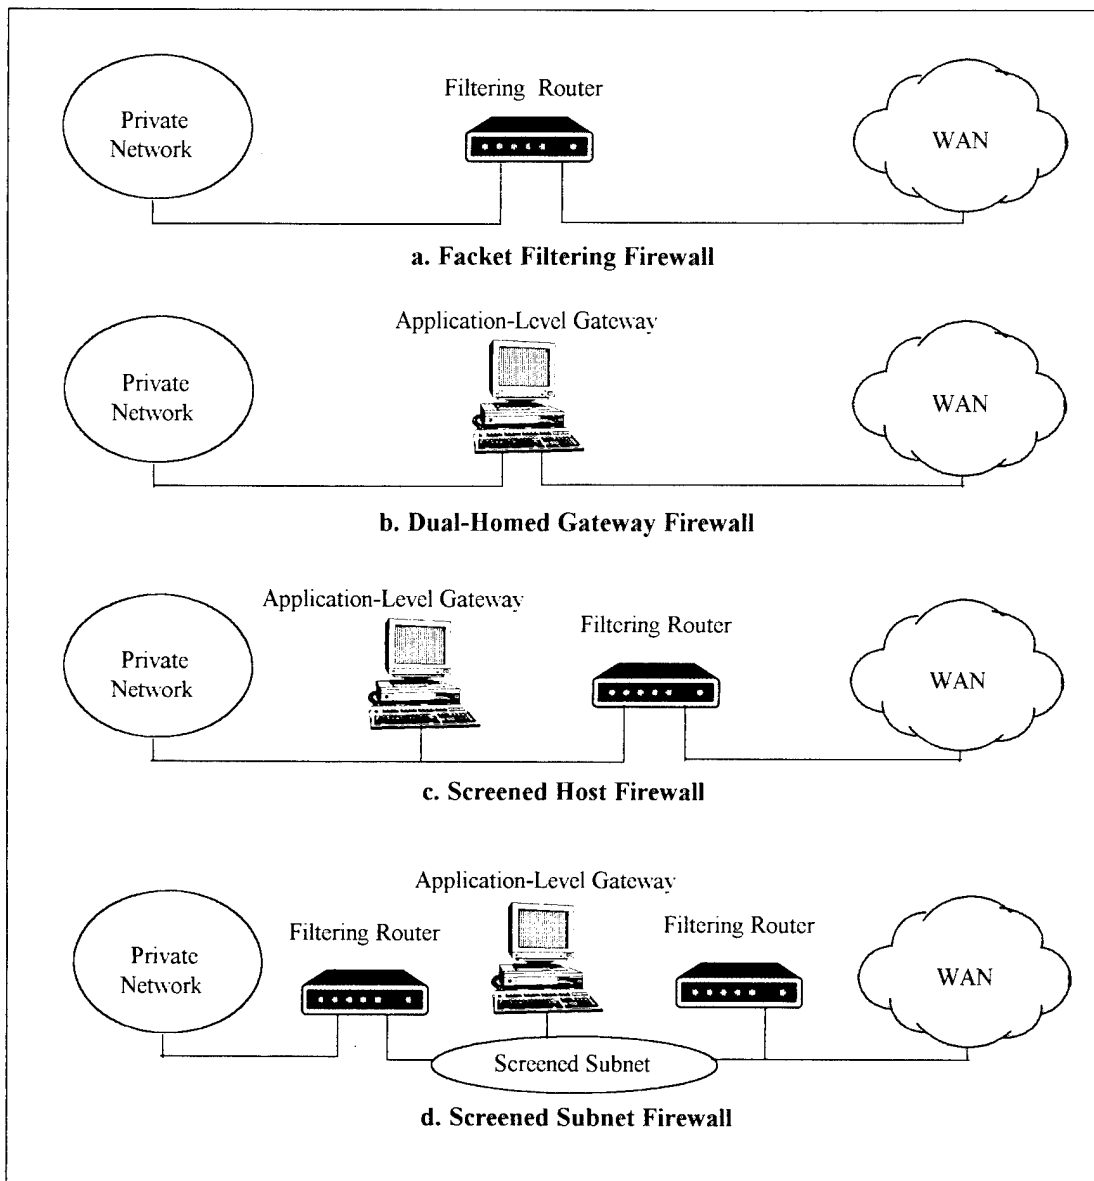 Filtering Router
Private
Network
WAN
a. Facket Filtering Firewall
Application-Level Gateway
Private
Network
WAN
b. Dual-Homed Gateway Firewall
Application-Level Gateway
Filtering Router
Private
Network
WAN
c. Screened Host Firewall
Application-Level Gateway
Filtering Router
Filtering Router
Private
Network
WAN
Screened Subnet
d. Screened Subnet Firewall